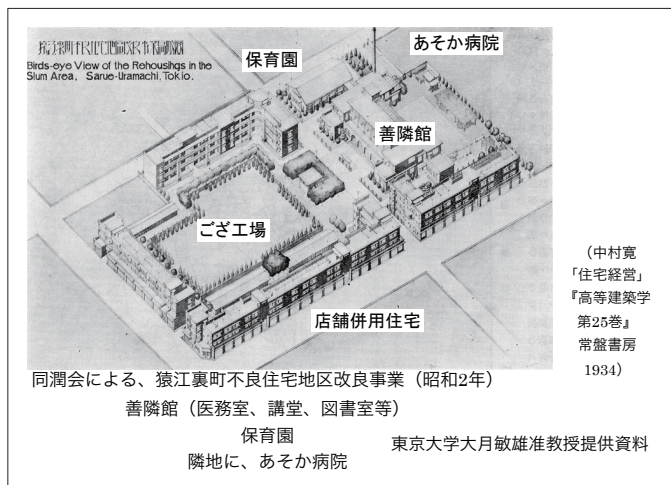 Birds-eye View of the Rehousihgs in the
Slum Area, Sarue-Uramachi, Tokio.
保育園
あそか病院
善隣館
ござ工場
店舗併用住宅
(中村寛
「住宅経営」
『高等建築学
第25巻』
常盤書房
1934)
同潤会による、猿江裏町不良住宅地区改良事業（昭和2年）
善隣館（医務室、講堂、図書室等）
保育園
隣地に、あそか病院
東京大学大月敏雄准教授提供資料